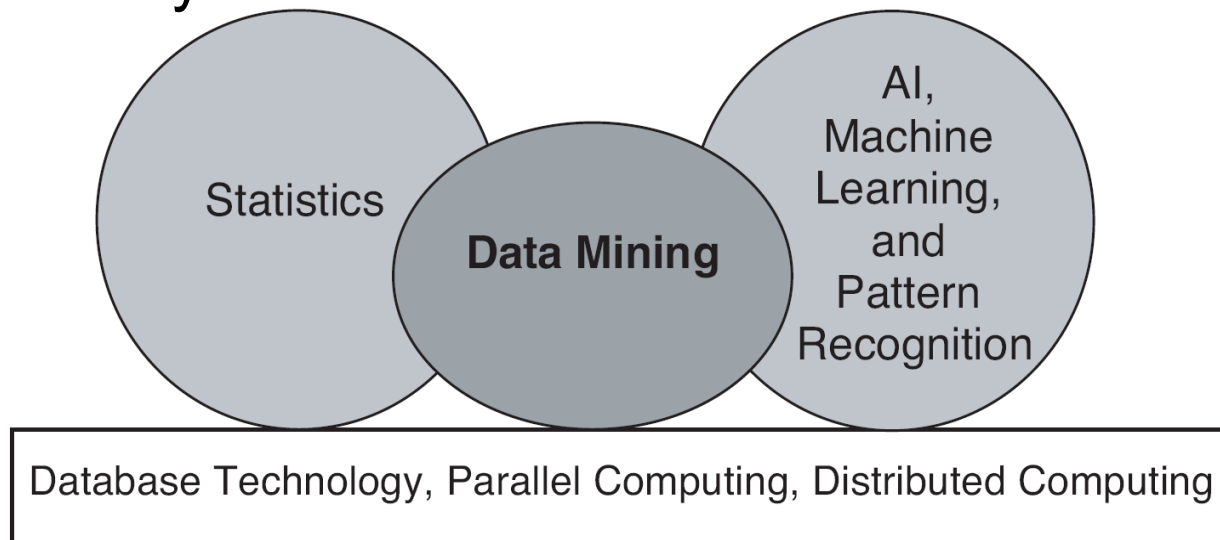 Statistics
Data Mining
AI,
Machine
Learning,
and
Pattern
Recognition
Database Technology, Parallel Computing, Distributed Computing